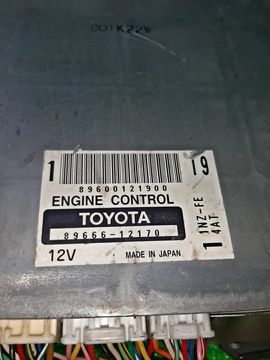 001K22W
1
19
89600121900
ENGINE CONTROL
TOYOTA
89666-12170
12V
MADE IN JAPAN
1
1NZ-FE
4AT